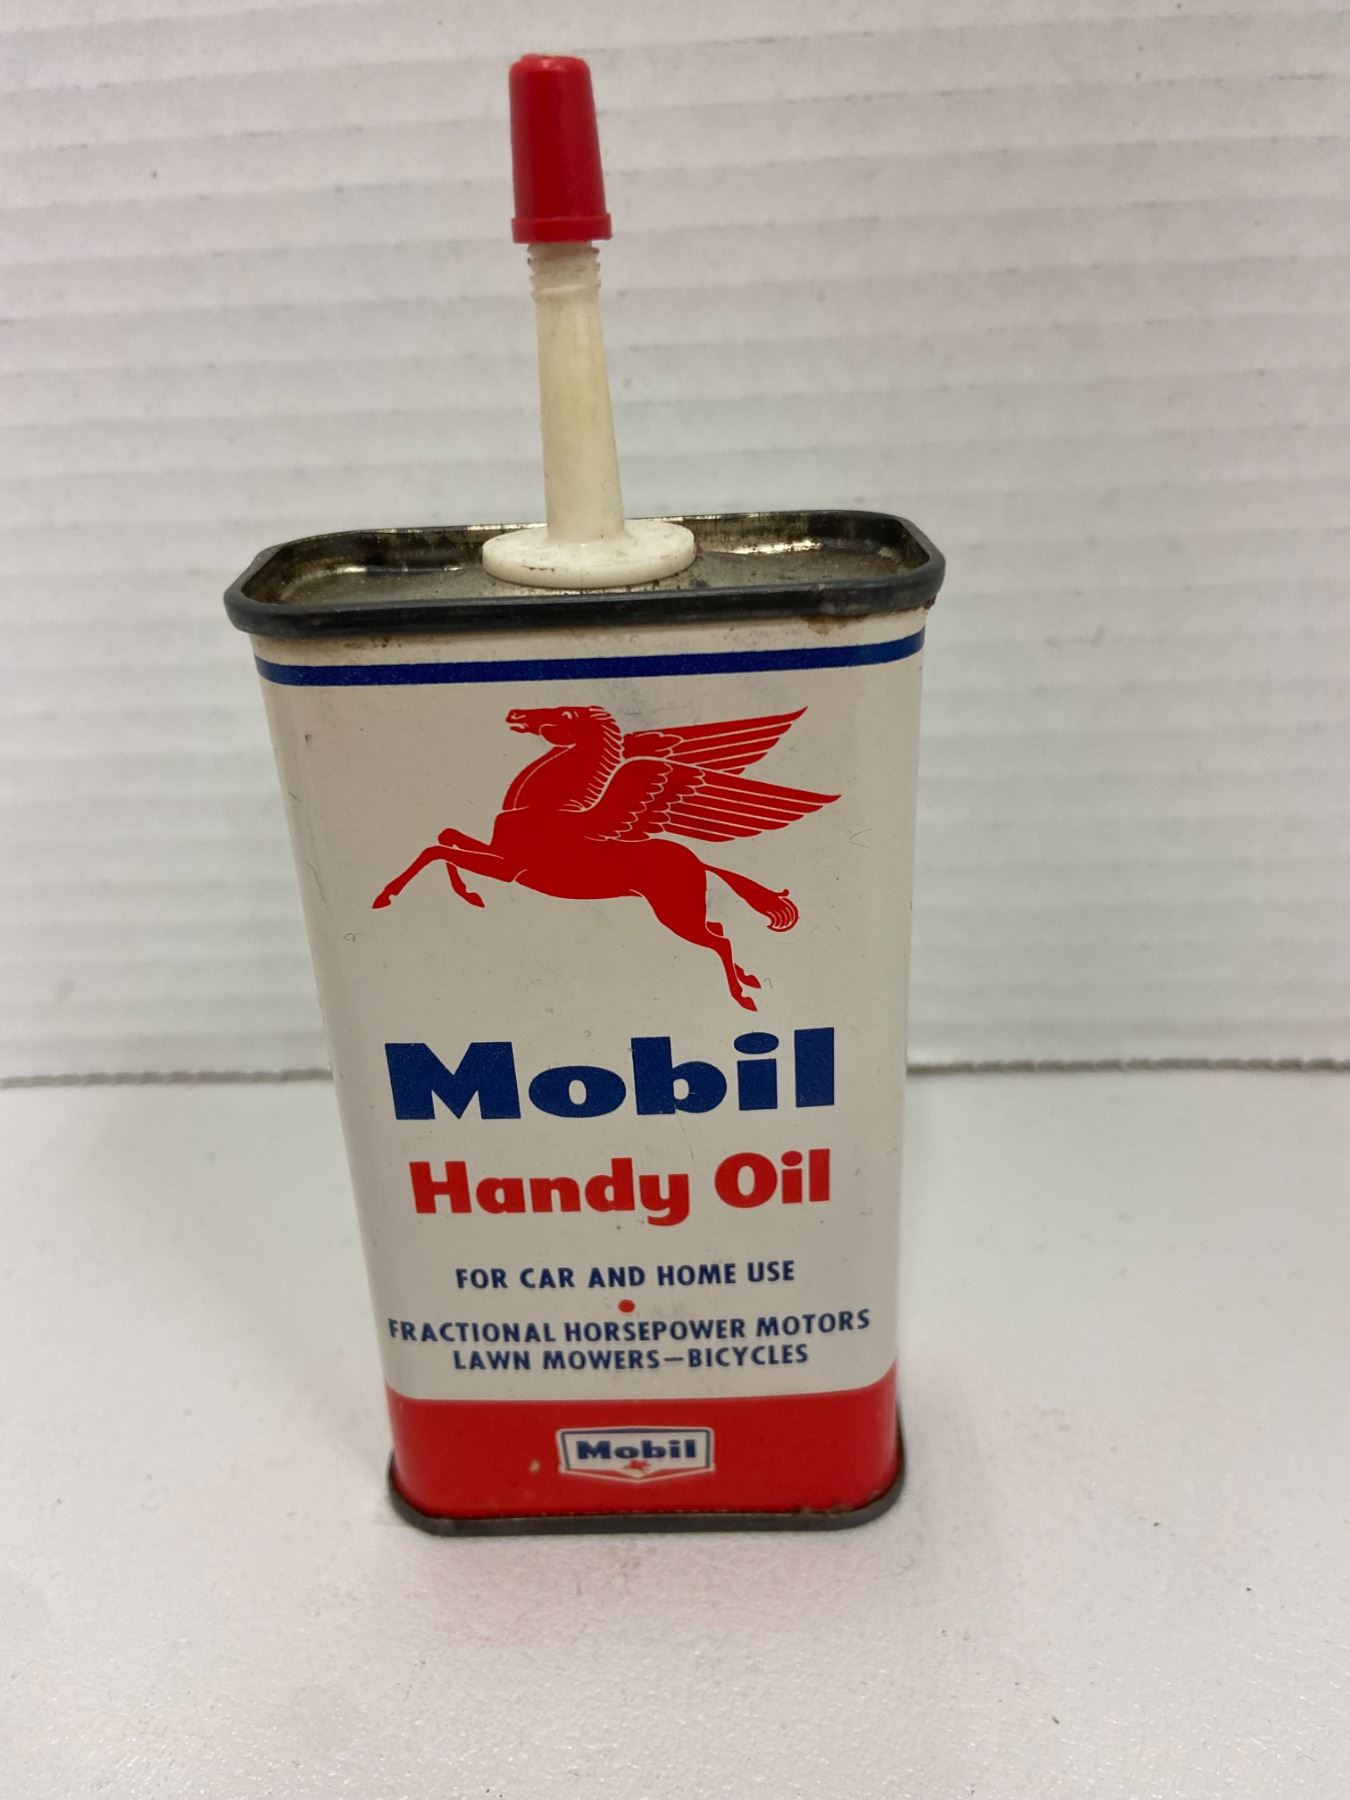 Mobil
Handy Oil
FOR CAR AND HOME USE
FRACTIONAL HORSEPOWER MOTORS
LAWN MOWERS—BICYCLES
Mobil